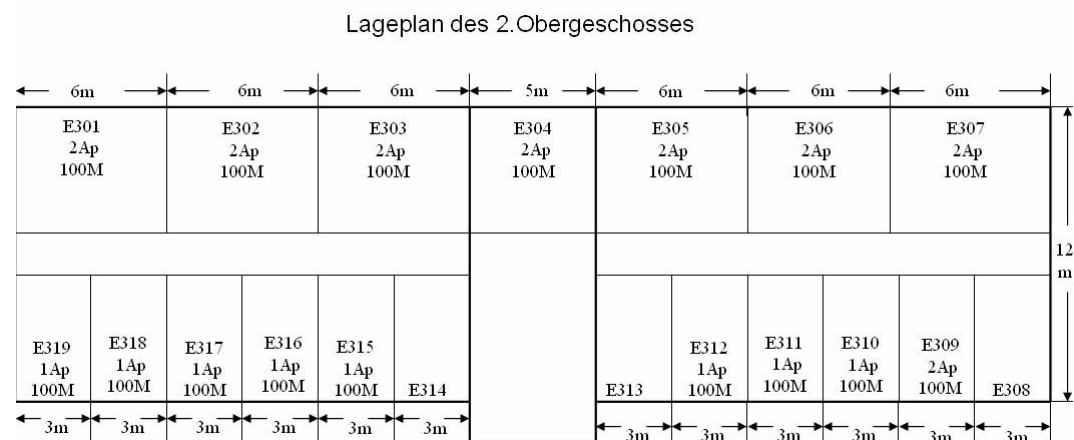 Lageplan des 2.Obergeschosses
6m 6m 6m 5m 6m 6m 6m
E301
2Ap
100M
E302
2Ap
100M
E303
2Ap
100M
E304
2Ap
100M
E305
2Ap
100M
E306
2Ap
100M
E307
2Ap
100M
12
m
E319
1Ap
100M
E318
1Ap
100M
E317
1Ap
100M
E316
1Ap
100M
E315
1Ap
100M
E314
E313
E312
1Ap
100M
E311
1Ap
100M
E310
1Ap
100M
E309
2Ap
100M
E308
3m 3m 3m 3m 3m 3m 3m 3m 3m 3m 3m 3m